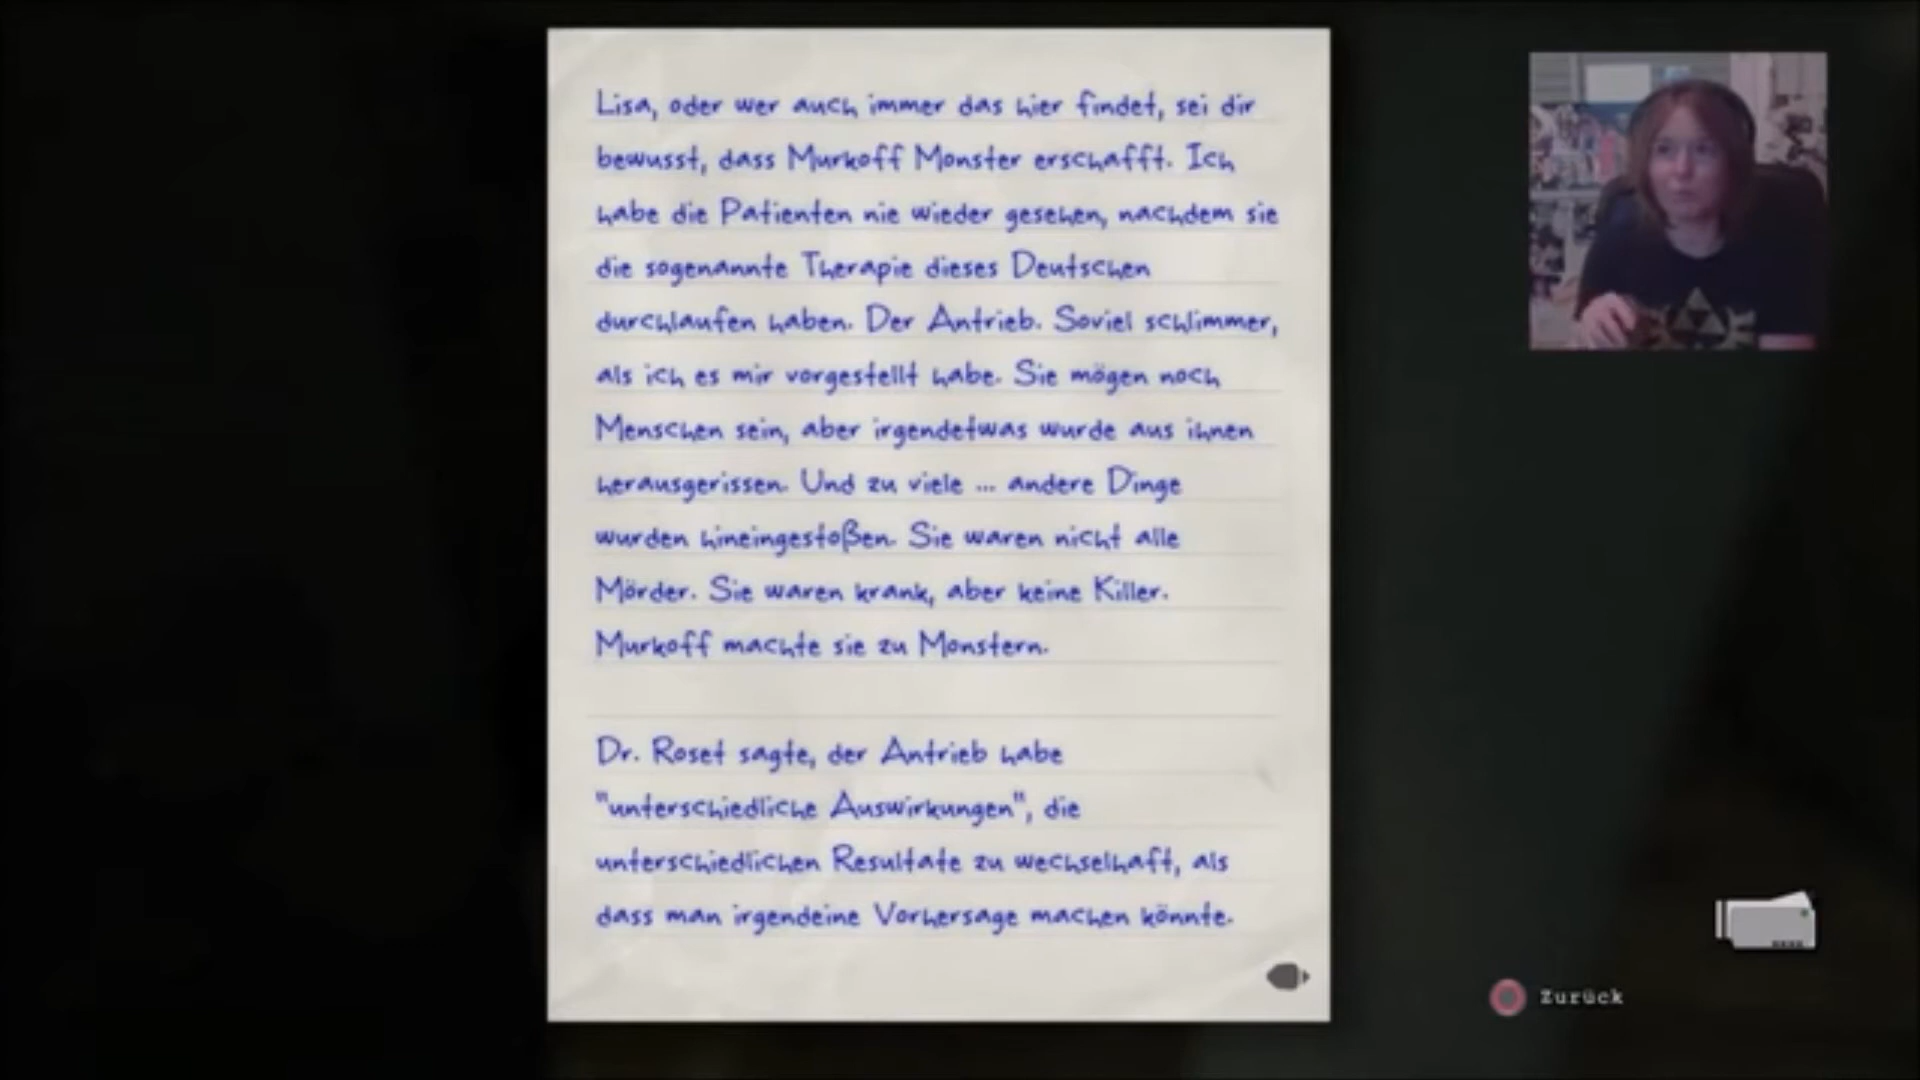 Lisa, oder wer auch immer das hier findet, sei dir
bewusst, dass Murkoff Monster erschafft. Ich
habe die Patienten nie wieder gesehen, nachdem sie
die sogenannte Therapie dieses Deutschen
durchlaufen haben. Der Antrieb. Soviel schlimmer,
als ich es mir vorgestellt habe. Sie mögen noch
Menschen sein, aber irgendetwas wurde aus ihnen
herausgerissen. Und zu viele ... andere Dinge
wurden hineingestoßen. Sie waren nicht alle
Mörder. Sie waren krank, aber keine Killer.
Murkoff machte sie zu Monstern.
Dr. Roset sagte, der Antrieb habe
"unterschiedliche Auswirkungen", die
unterschiedlichen Resultate zu wechselhaft, als
dass man irgendeine Vorhersage machen könnte.
Zurück